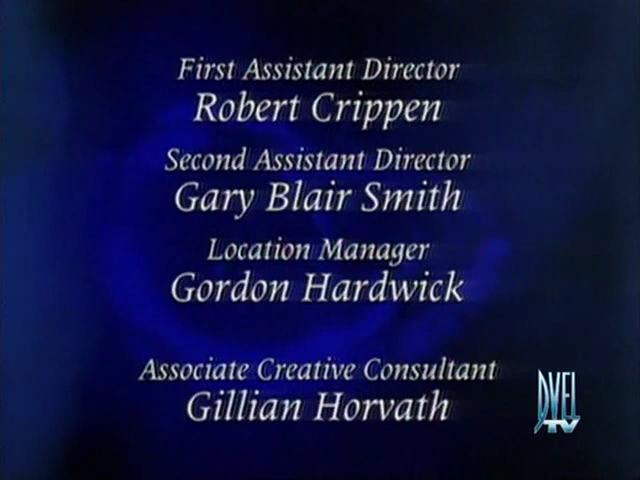 First Assistant Director
Robert Crippen
Second Assistant Director
Gary Blair Smith
Location Manager
Gordon Hardwick
Associate Creative Consultant
Gillian Horvath
DVEL
TV